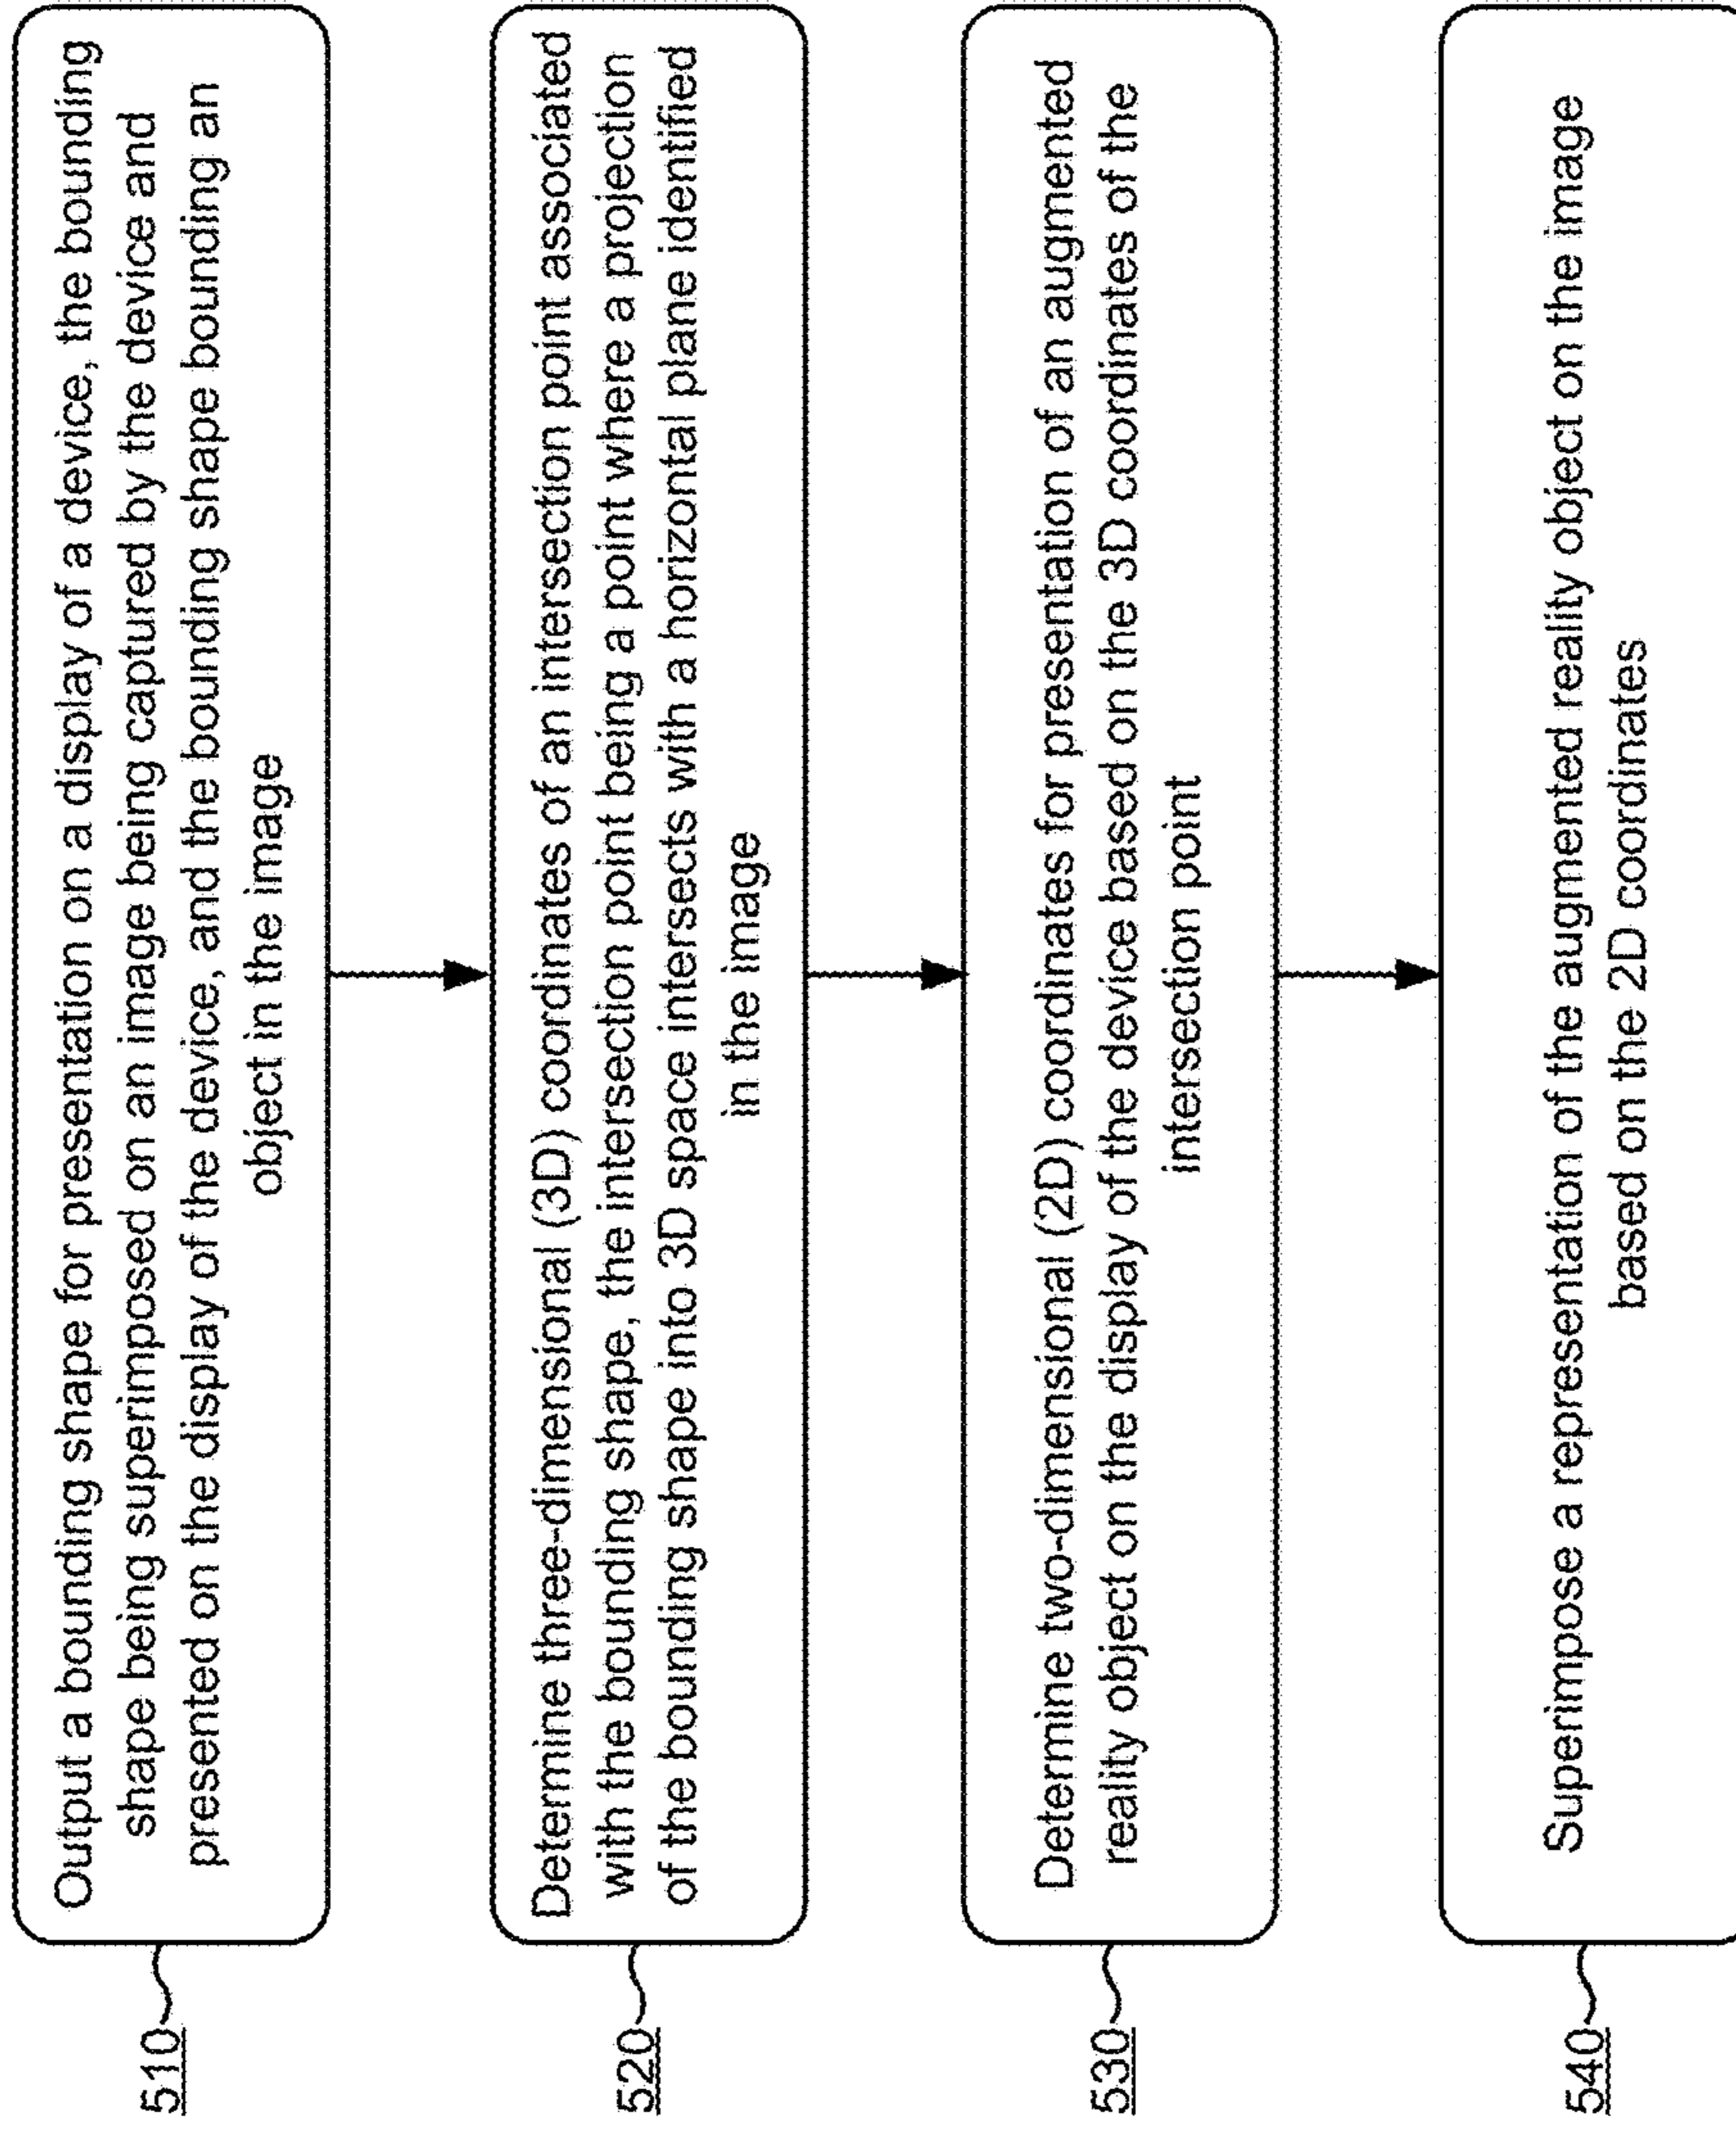 510
Output a bounding shape for presentation on a display of a device, the bounding
shape being superimposed on an image being captured by the device and
presented on the display of the device, and the bounding shape bounding an
object in the image
520
Determine three-dimensional (3D) coordinates of an intersection point associated
with the bounding shape, the intersection point being a point where a projection
of the bounding shape into 3D space intersects with a horizontal plane identified
in the image
530
Determine two-dimensional (2D) coordinates for presentation of an augmented
reality object on the display of the device based on the 3D coordinates of the
intersection point
540
Superimpose a representation of the augmented reality object on the image
based on the 2D coordinates